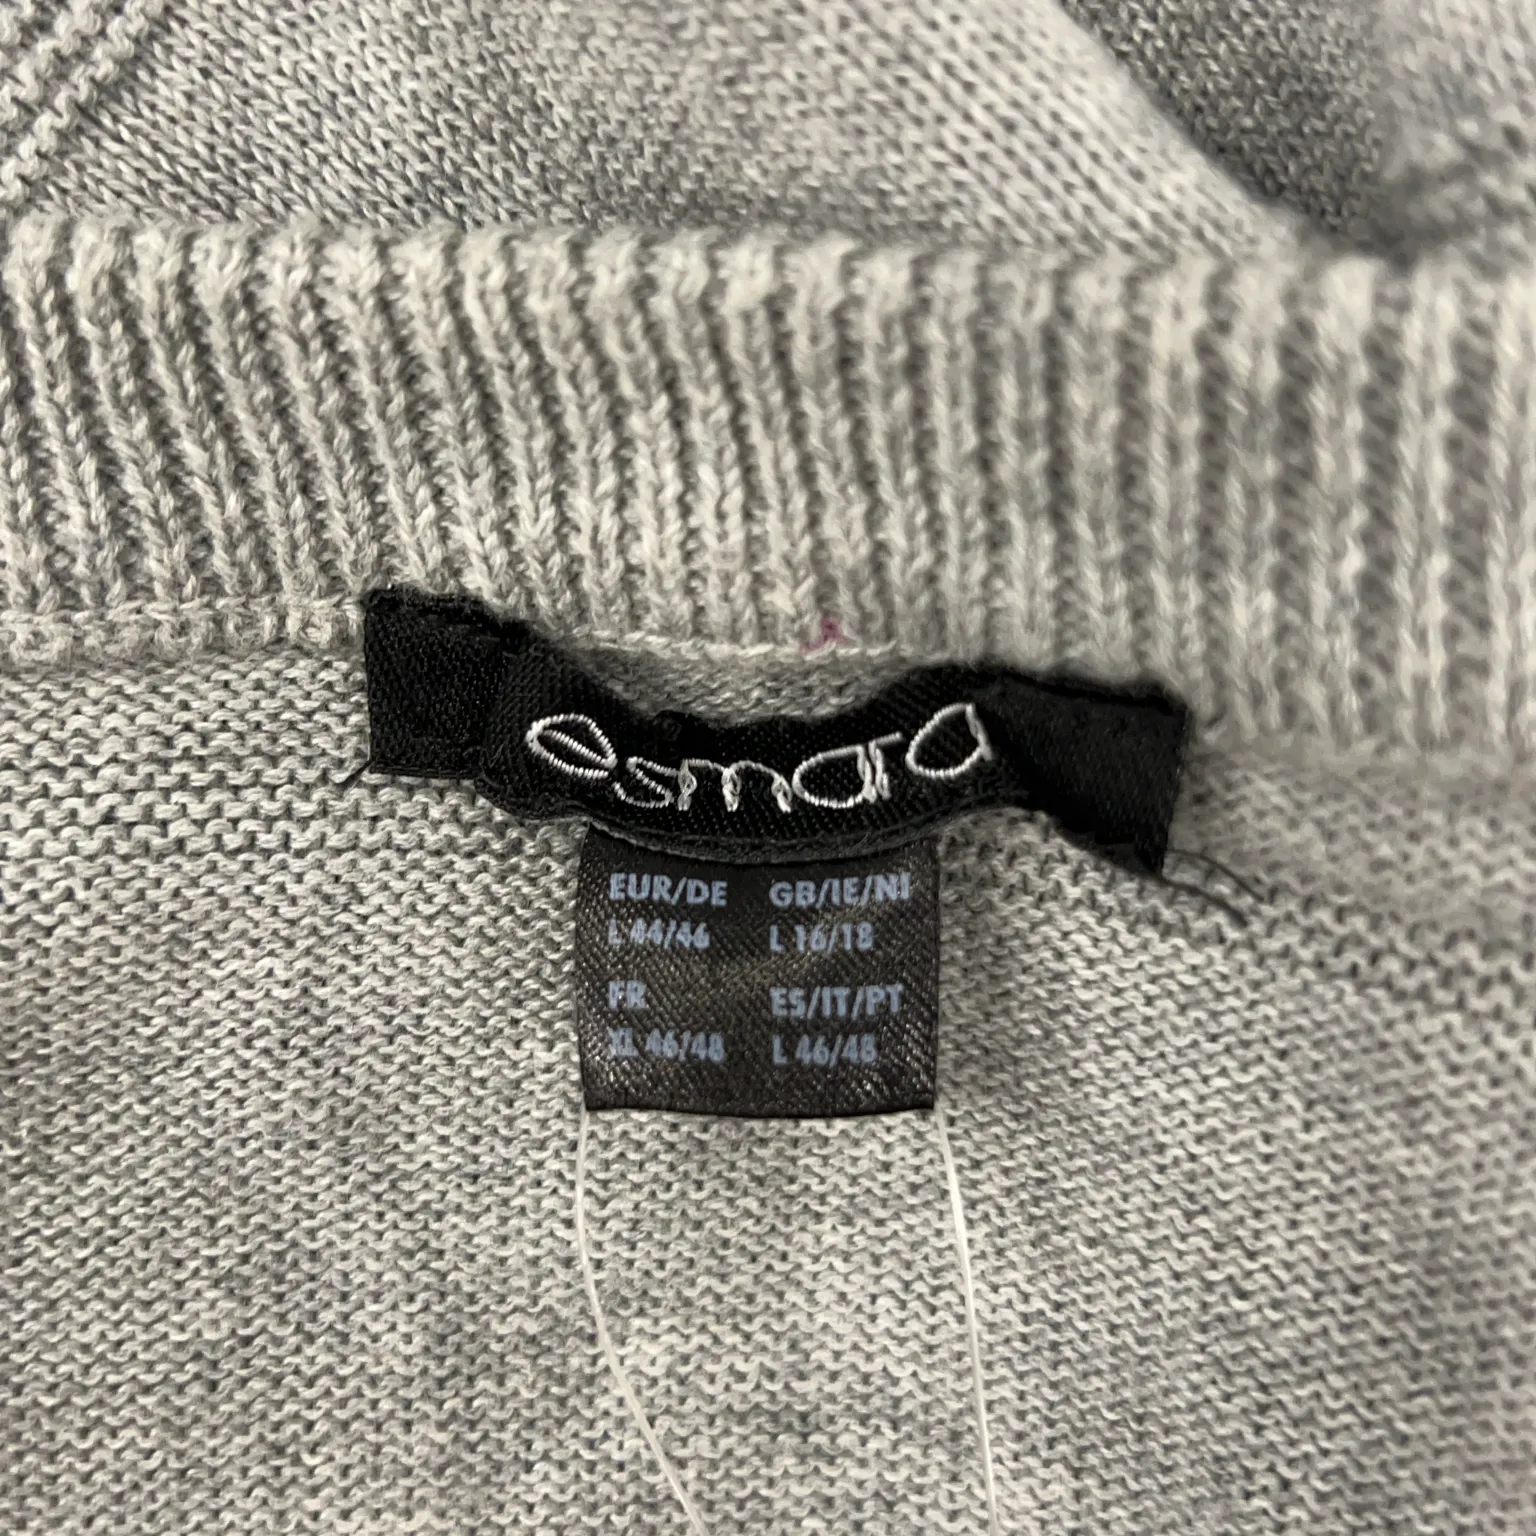 esmara
EUR/DE GB/IE/NI
L 44/46 L 16/18
FR ES/IT/PT
XL 46/48 L 46/48